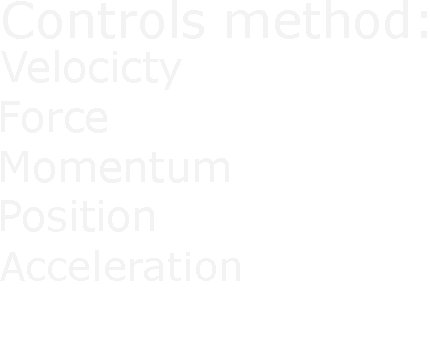 Controls method:
Velocicty
Force
Momentum
Position
Acceleration